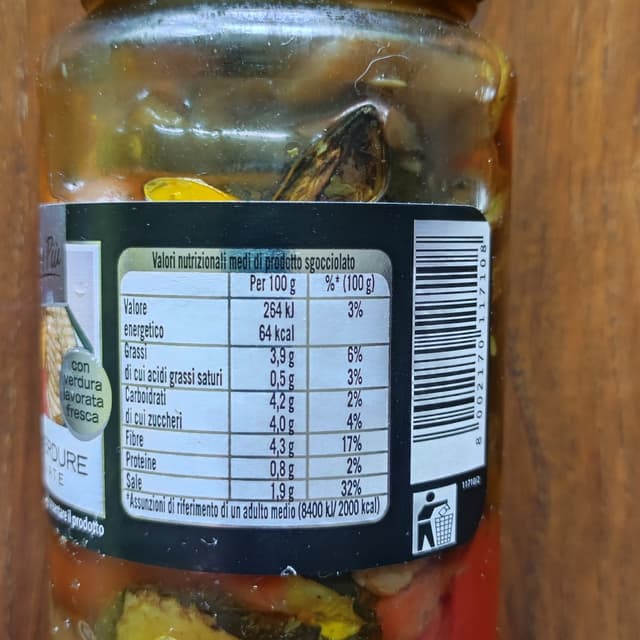 Più
con
verdura
lavorata
fresca
Valori nutrizionali medi di prodotto sgocciolato
Per 100 g %* (100 g)
Valore 264 kJ 3%
energetico 64 kcal
Grassi 3,9 g 6%
di cui acidi grassi saturi 0,5 g 3%
Carboidrati 4,2 g 2%
di cui zuccheri 4,0 g 4%
Fibre 4,3 g 17%
Proteine 0,8 g 2%
Sale 1,9 g 32%
*Assunzioni di riferimento di un adulto medio (8400 kJ/ 2000 kcal)
il prodotto
8 002170 117108